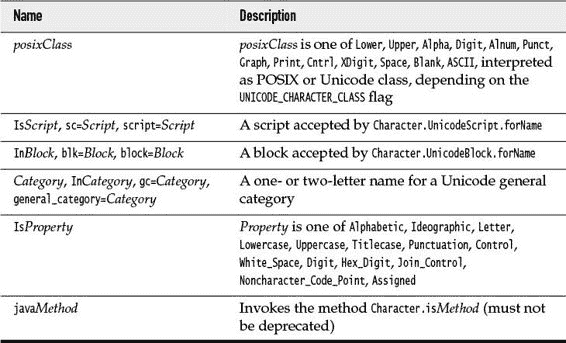 Name Description
posixClass posixClass is one of Lower, Upper, Alpha, Digit, Alnum, Punct,
Graph, Print, Cntrl, XDigit, Space, Blank, ASCII, interpreted
as POSIX or Unicode class, depending on the
UNICODE_CHARACTER_CLASS flag
IsScript, sc=Script, script=Script A script accepted by Character.UnicodeScript.forName
InBlock, blk=Block, block=Block A block accepted by Character.UnicodeBlock.forName
Category, InCategory, gc=Category, A one- or two-letter name for a Unicode general
general_category=Category category
IsProperty Property is one of Alphabetic, Ideographic, Letter,
Lowercase, Uppercase, Titlecase, Punctuation, Control,
White_Space, Digit, Hex_Digit, Join_Control,
Noncharacter_Code_Point, Assigned
javaMethod Invokes the method Character.isMethod (must not
be deprecated)